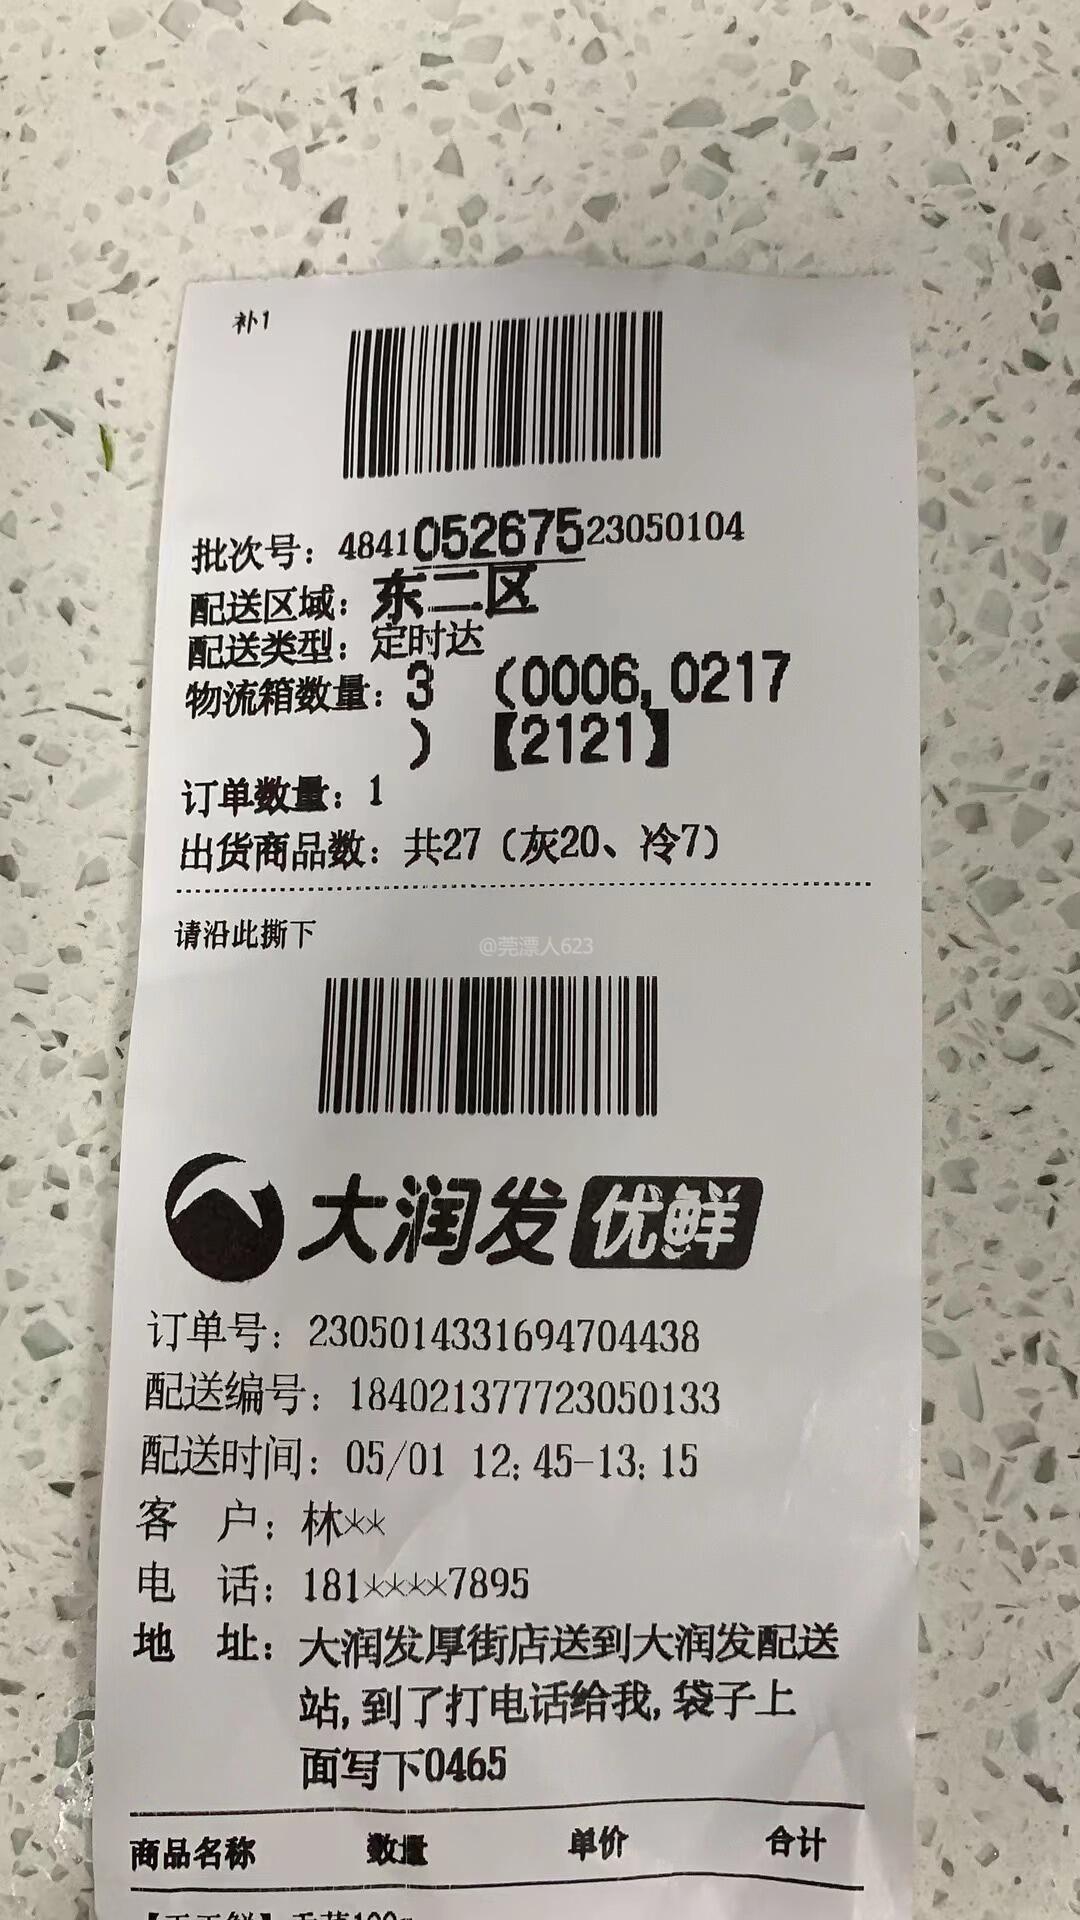 补1
批次号：484105267523050104
配送区域：东二区
配送类型：定时达
物流箱数量：3 （0006，0217
）【2121】
订单数量：1
出货商品数：共27（灰20、冷7）
请沿此撕下
@莞漂人623
大润发优鲜
订单号：2305014331694704438
配送编号：184021377723050133
配送时间：05/01 12:45-13:15
客 户：林**
电 话：181****7895
地 址：大润发厚街店送到大润发配送
站,到了打电话给我,袋子上
面写下0465
商品名称 数量 单价 合计